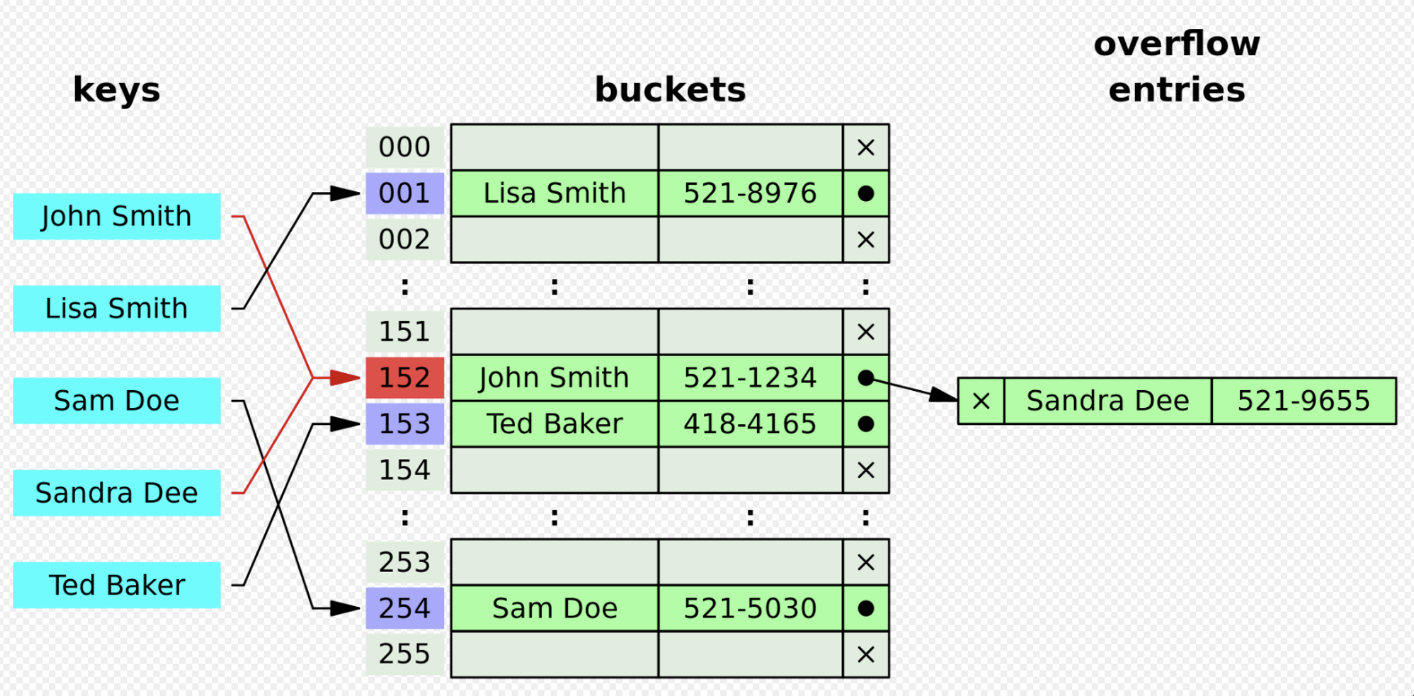 overflow
keys buckets entries
000 ×
John Smith 001 Lisa Smith 521-8976 ●
002 ×
Lisa Smith : : : :
151 ×
152 John Smith 521-1234 ●
Sam Doe × Sandra Dee 521-9655
153 Ted Baker 418-4165 ●
154 ×
Sandra Dee
: : : :
253 ×
Ted Baker
254 Sam Doe 521-5030 ●
255 ×